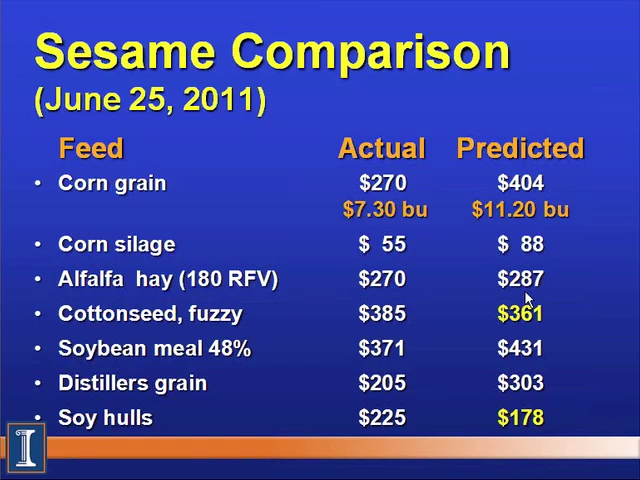 Sesame Comparison
(June 25, 2011)
Feed Actual Predicted
• Corn grain $270 $404
$7.30 bu $11.20 bu
• Corn silage $ 55 $ 88
• Alfalfa hay (180 RFV) $270 $287
• Cottonseed, fuzzy $385 $361
• Soybean meal 48% $371 $431
• Distillers grain $205 $303
• Soy hulls $225 $178
I